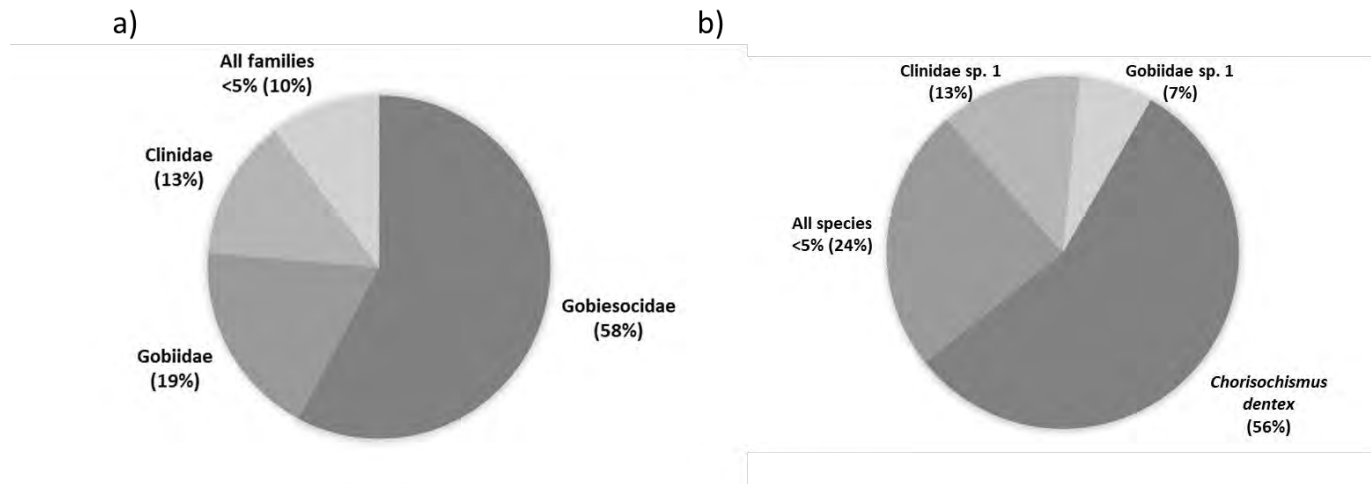 a)
All families
<5% (10%)
Clinidae
(13%)
Gobiidae
(19%)
Gobiesocidae
(58%)
b)
Clinidae sp. 1
(13%)
Gobiidae sp. 1
(7%)
All species
<5% (24%)
Chorisochismus
dentex
(56%)